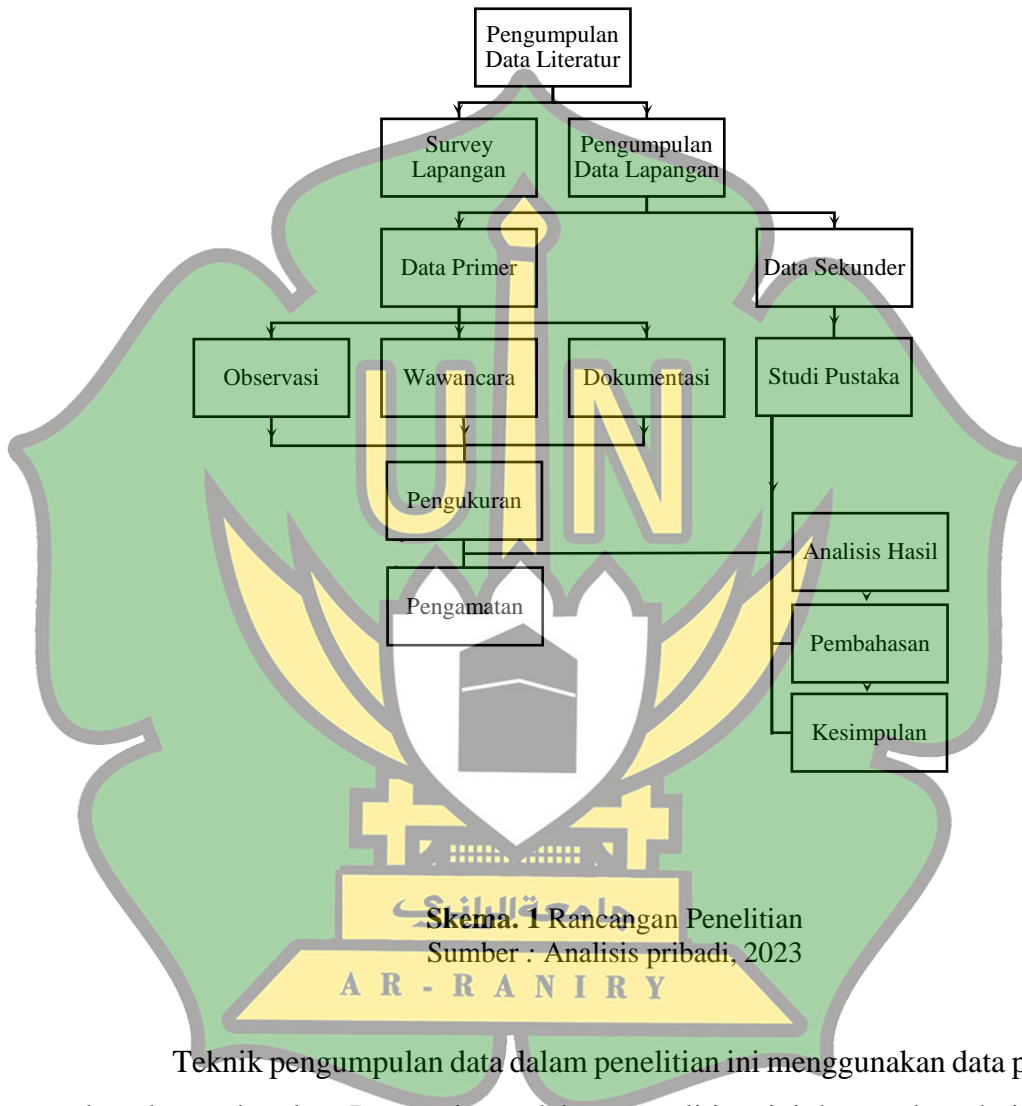 Pengumpulan
Data Literatur
Survey
Lapangan
Pengumpulan
Data Lapangan
Data Primer
Data Sekunder
Observasi
Wawancara
Dokumentasi
Studi Pustaka
UIN
Pengukuran
Analisis Hasil
Pengamatan
Pembahasan
Kesimpulan
جامعة الرانري
Skema. 1 Rancangan Penelitian
Sumber : Analisis pribadi, 2023
AR-RANIRY
Teknik pengumpulan data dalam penelitian ini menggunakan data p